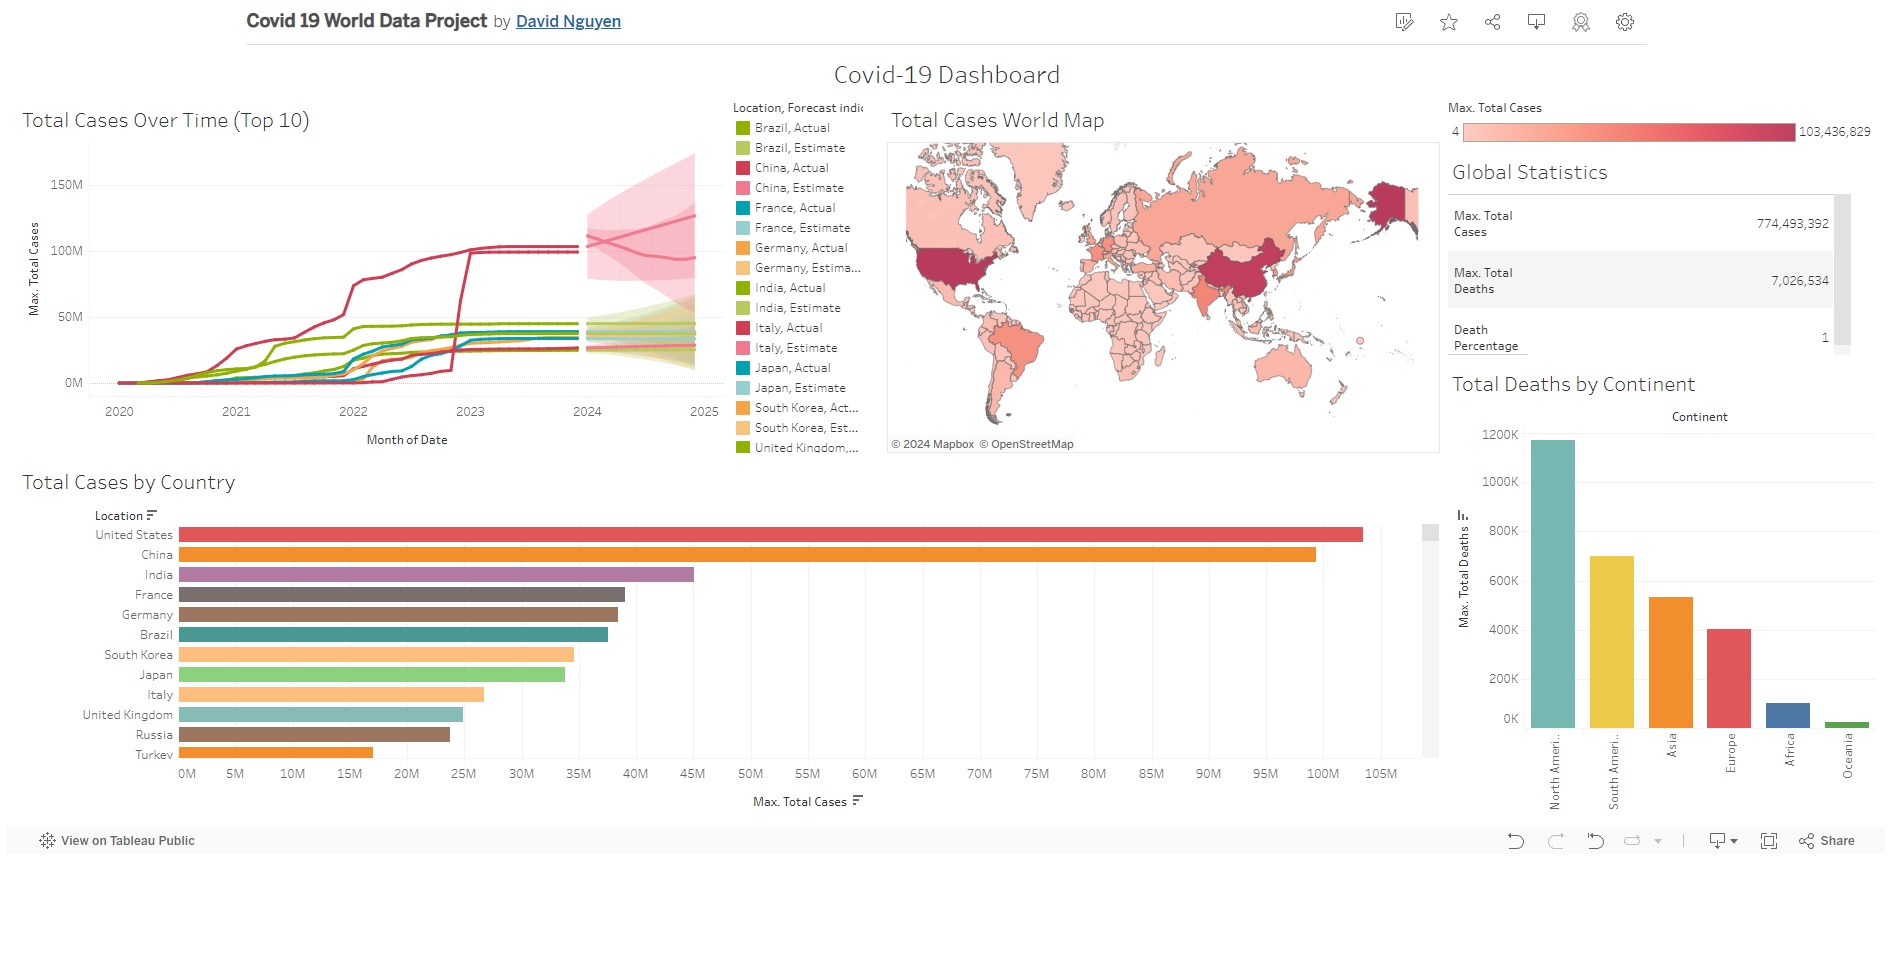 Covid 19 World Data Project by David Nguyen
Covid-19 Dashboard
Total Cases Over Time (Top 10)
Max. Total Cases
150M
100M
50M
0M
2020 2021 2022 2023 2024 2025
Month of Date
Location, Forecast indic
Brazil, Actual
Brazil, Estimate
China, Actual
China, Estimate
France, Actual
France, Estimate
Germany, Actual
Germany, Estima...
India, Actual
India, Estimate
Italy, Actual
Italy, Estimate
Japan, Actual
Japan, Estimate
South Korea, Act...
South Korea, Est...
United Kingdom,...
Total Cases World Map
© 2024 Mapbox © OpenStreetMap
Max. Total Cases
4 103,436,829
Global Statistics
Max. Total
Cases
774,493,392
Max. Total
Deaths
7,026,534
Death
Percentage
1
Total Deaths by Continent
Continent
Max. Total Deaths
1200K
1000K
800K
600K
400K
200K
0K
North Ameri..
South Ameri..
Asia
Europe
Africa
Oceania
Total Cases by Country
Location
United States
China
India
France
Germany
Brazil
South Korea
Japan
Italy
United Kingdom
Russia
Turkey
0M 5M 10M 15M 20M 25M 30M 35M 40M 45M 50M 55M 60M 65M 70M 75M 80M 85M 90M 95M 100M 105M
Max. Total Cases
View on Tableau Public
Share